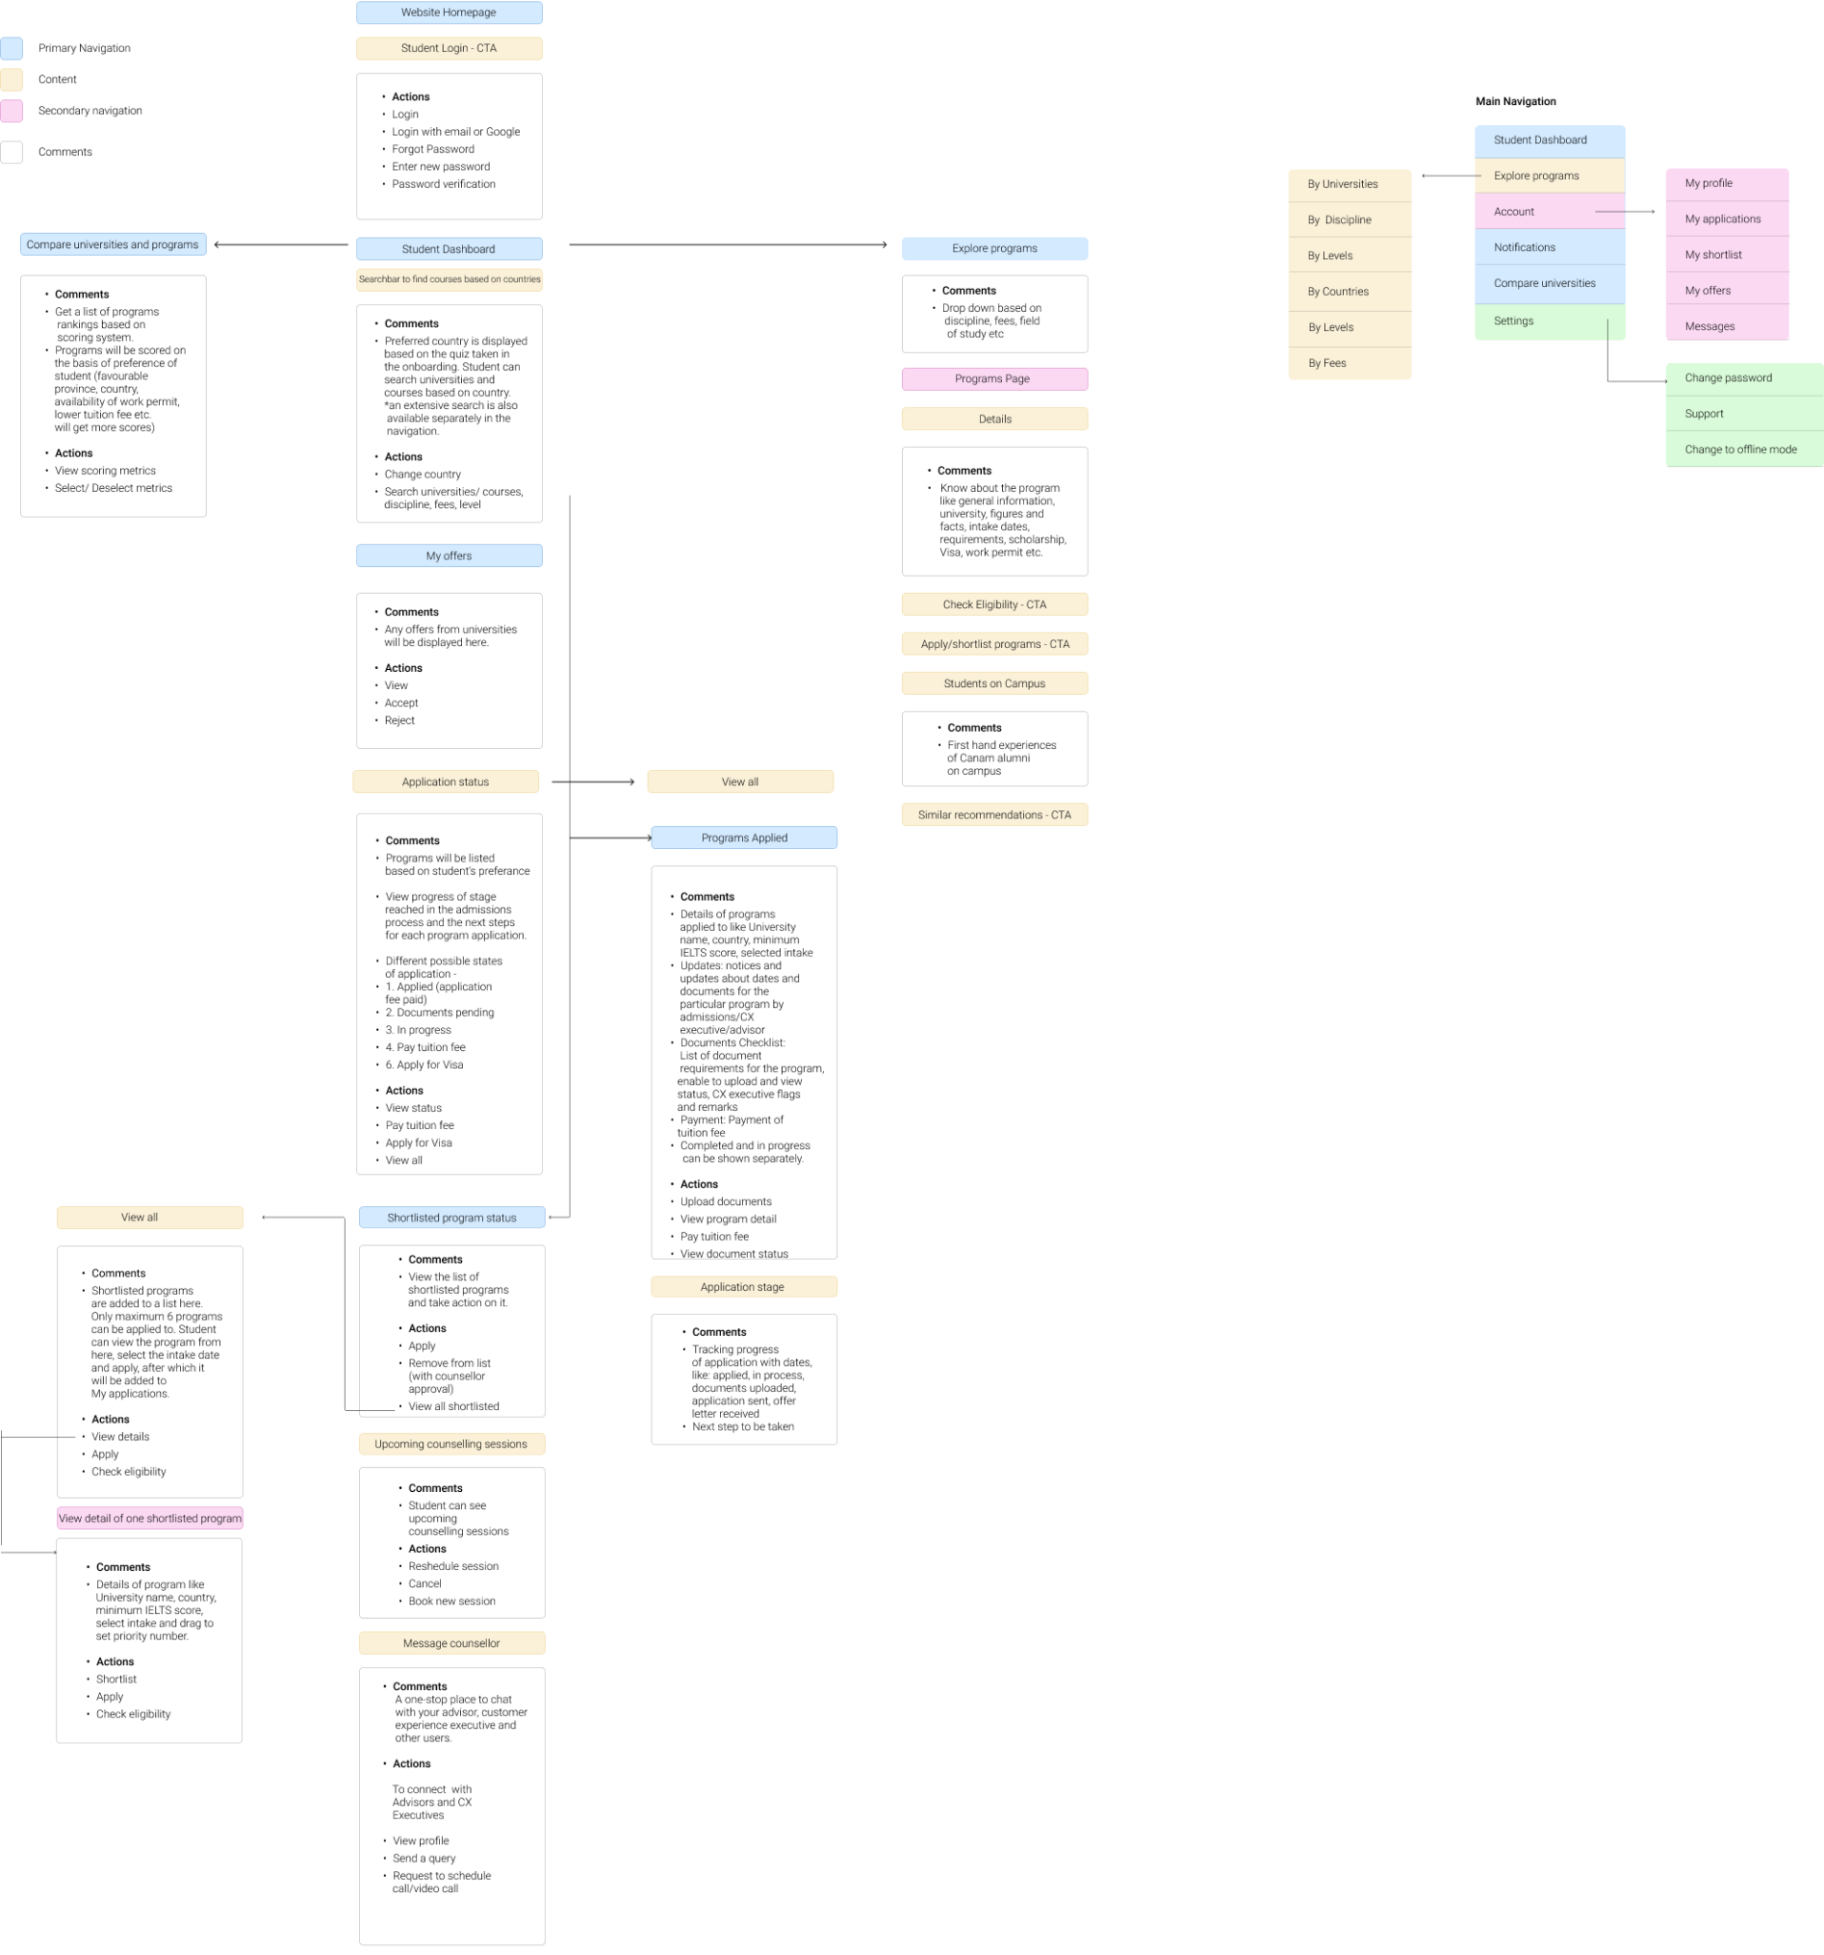 Primary Navigation
Content
Secondary navigation
Comments
Website Homepage
Student Login - CTA
• Actions
• Login
• Login with email or Google
• Forgot Password
• Enter new password
• Password verification
Compare universities and programs
• Comments
• Get a list of programs
rankings based on
scoring system.
• Programs will be scored on
the basis of preference of
student (favourable
province, country,
availability of work permit,
lower tuition fee etc.
will get more scores)
• Actions
• View scoring metrics
• Select/ Deselect metrics
Student Dashboard
Searchbar to find courses based on countries
• Comments
• Preferred country is displayed
based on the quiz taken in
the onboarding. Student can
search universities and
courses based on country.
*an extensive search is also
available separately in the
navigation.
• Actions
• Change country
• Search universities/ courses,
discipline, fees, level
My offers
• Comments
• Any offers from universities
will be displayed here.
• Actions
• View
• Accept
• Reject
Application status
• Comments
• Programs will be listed
based on student's preferance
• View progress of stage
reached in the admissions
process and the next steps
for each program application.
• Different possible states
of application -
• 1. Applied (application
fee paid)
• 2. Documents pending
• 3. In progress
• 4. Pay tuition fee
• 6. Apply for Visa
• Actions
• View status
• Pay tuition fee
• Apply for Visa
• View all
View all
Programs Applied
• Comments
• Details of programs
applied to like University
name, country, minimum
IELTS score, selected intake
• Updates: notices and
updates about dates and
documents for the
particular program by
admissions/CX
executive/advisor
• Documents Checklist:
List of document
requirements for the program,
enable to upload and view
status, CX executive flags
and remarks
• Payment: Payment of
tuition fee
• Completed and in progress
can be shown separately.
• Actions
• Upload documents
• View program detail
• Pay tuition fee
• View document status
Application stage
• Comments
• Tracking progress
of application with dates,
like: applied, in process,
documents uploaded,
application sent, offer
letter received
• Next step to be taken
Shortlisted program status
• Comments
• View the list of
shortlisted programs
and take action on it.
• Actions
• Apply
• Remove from list
(with counsellor
approval)
• View all shortlisted
View all
• Comments
• Shortlisted programs
are added to a list here.
Only maximum 6 programs
can be applied to. Student
can view the program from
here, select the intake date
and apply, after which it
will be added to
My applications.
• Actions
• View details
• Apply
• Check eligibility
View detail of one shortlisted program
• Comments
• Details of program like
University name, country,
minimum IELTS score,
select intake and drag to
set priority number.
• Actions
• Shortlist
• Apply
• Check eligibility
Upcoming counselling sessions
• Comments
• Student can see
upcoming
counselling sessions
• Actions
• Reshedule session
• Cancel
• Book new session
Message counsellor
• Comments
A one-stop place to chat
with your advisor, customer
experience executive and
other users.
• Actions
To connect with
Advisors and CX
Executives
• View profile
• Send a query
• Request to schedule
call/video call
Explore programs
• Comments
• Drop down based on
discipline, fees, field
of study etc
Programs Page
Details
• Comments
• Know about the program
like general information,
university, figures and
facts, intake dates,
requirements, scholarship,
Visa, work permit etc.
Check Eligibility - CTA
Apply/shortlist programs - CTA
Students on Campus
• Comments
• First hand experiences
of Canam alumni
on campus
Similar recommendations - CTA
Main Navigation
Student Dashboard
Explore programs
Account
Notifications
Compare universities
Settings
By Universities
By Discipline
By Levels
By Countries
By Levels
By Fees
My profile
My applications
My shortlist
My offers
Messages
Change password
Support
Change to offline mode